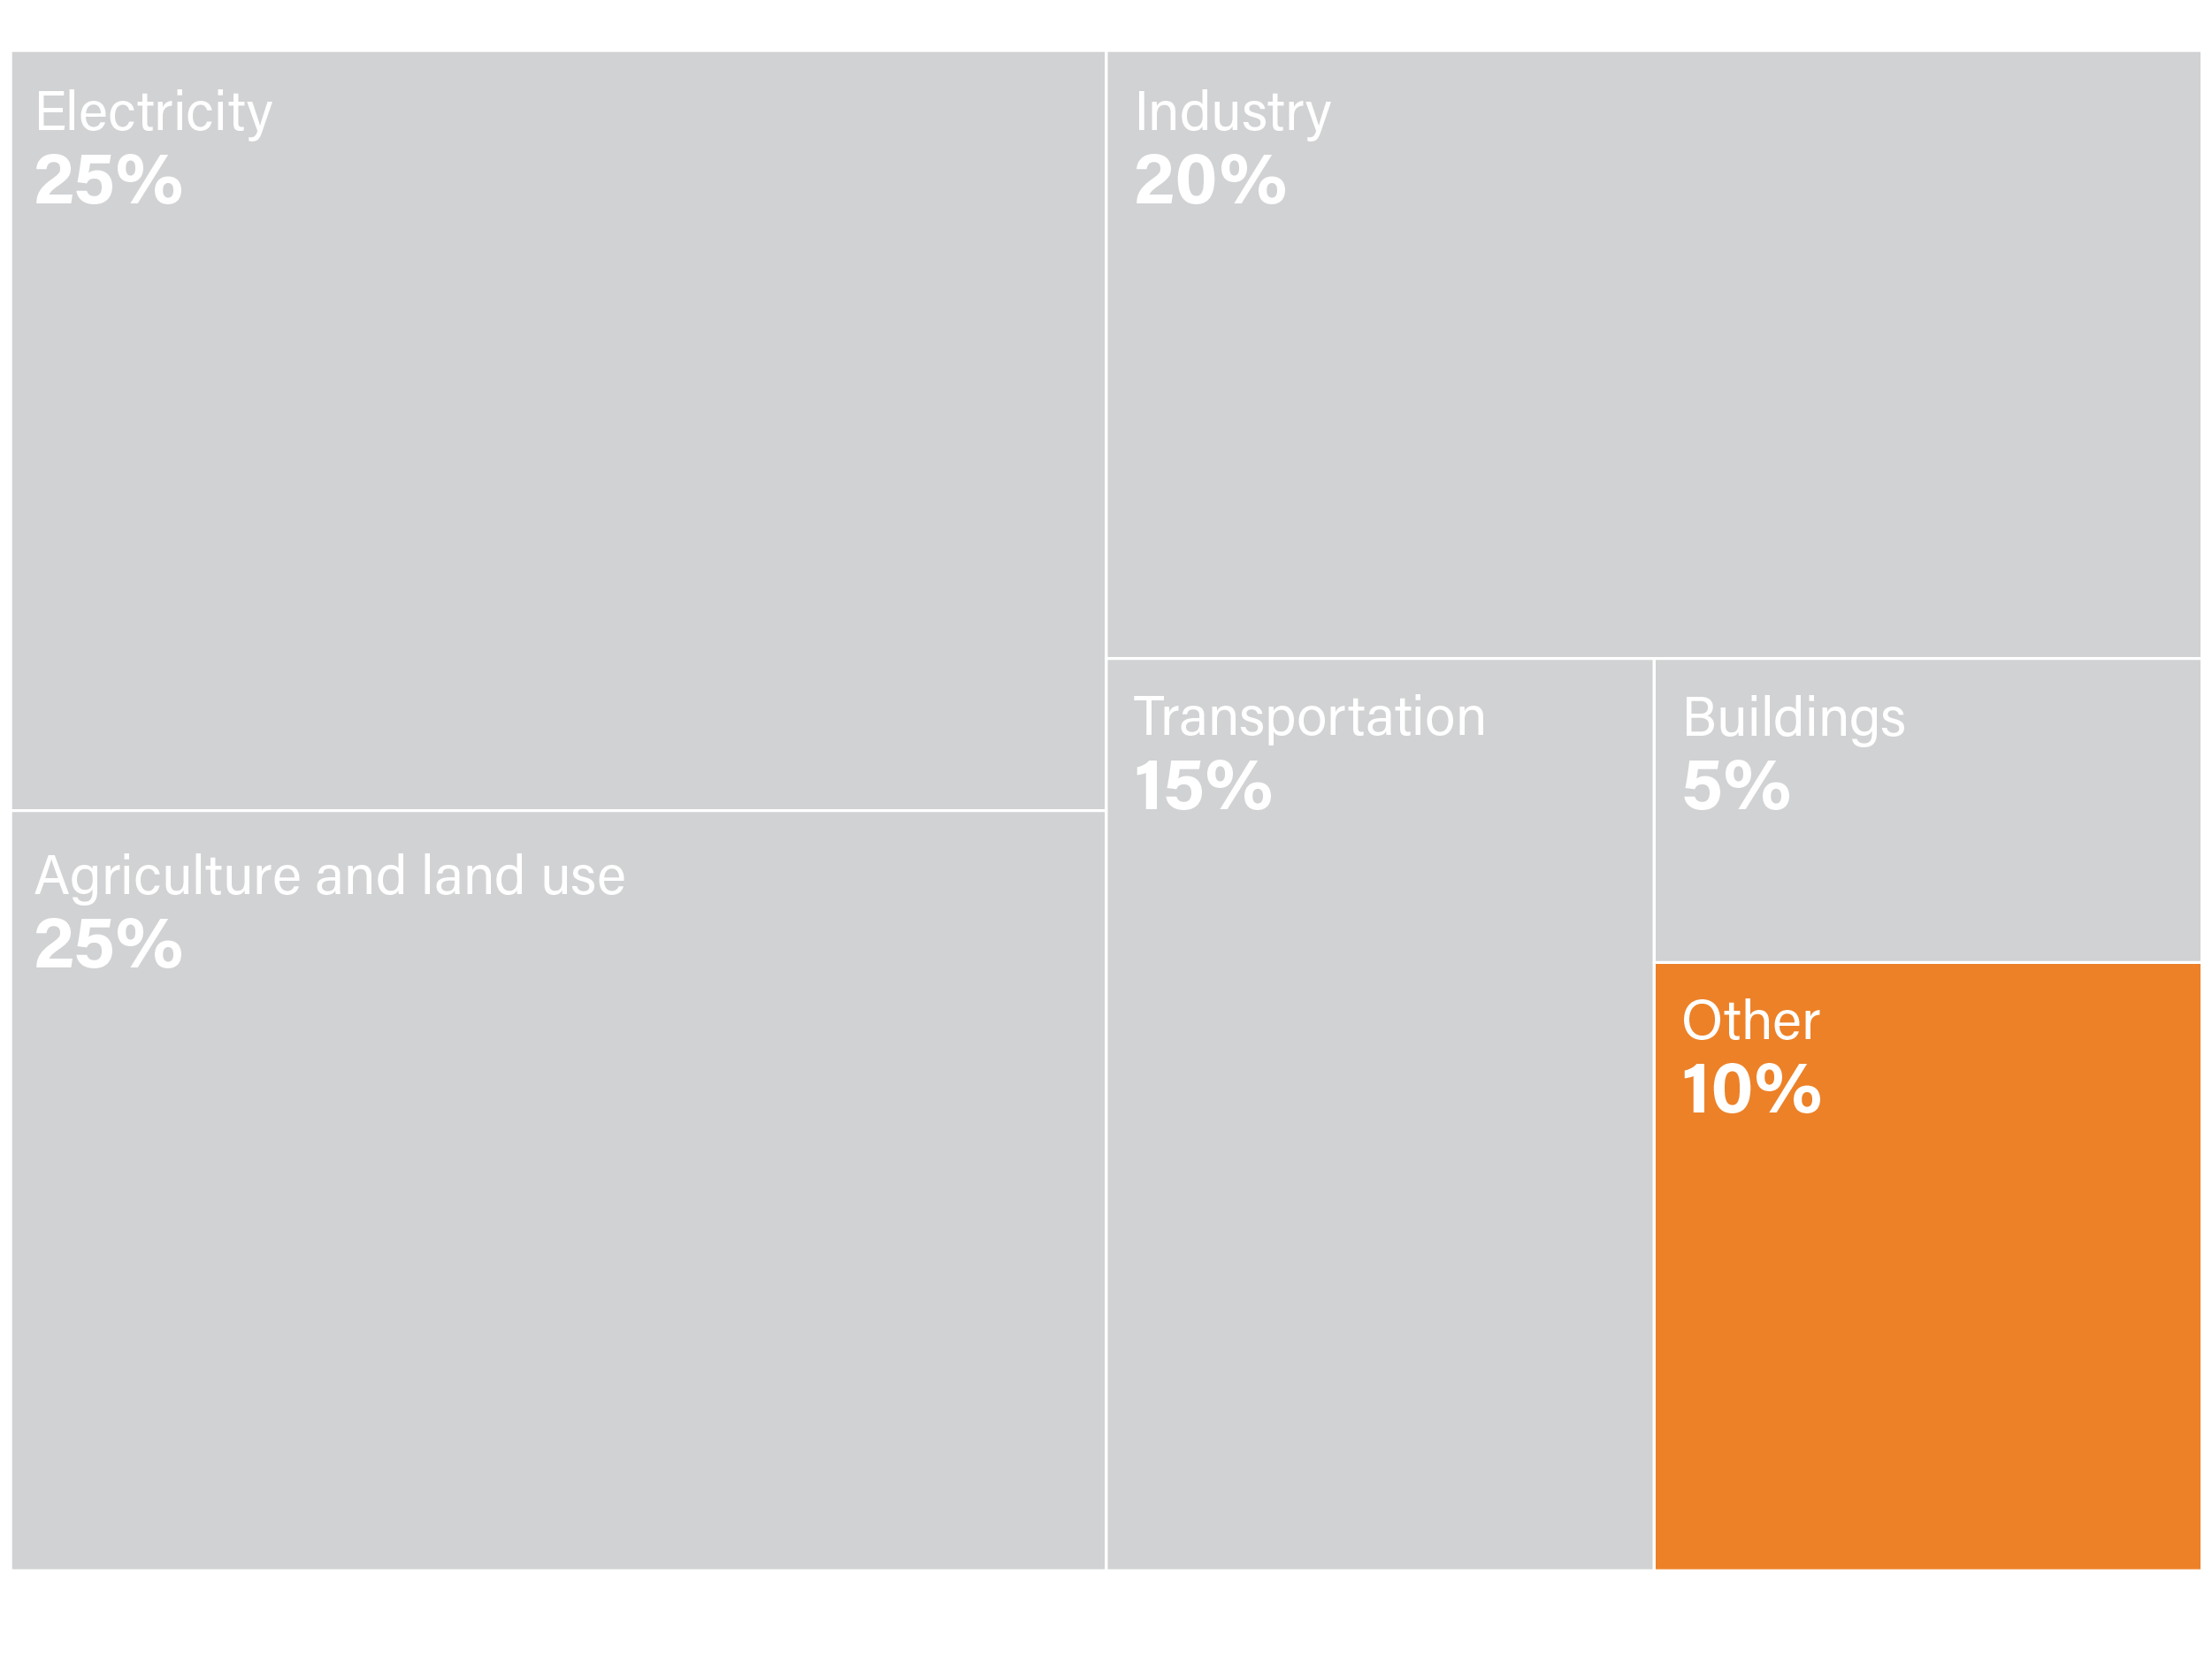 Electricity
25%
Industry
20%
Transportation
15%
Buildings
5%
Agriculture and land use
25%
Other
10%